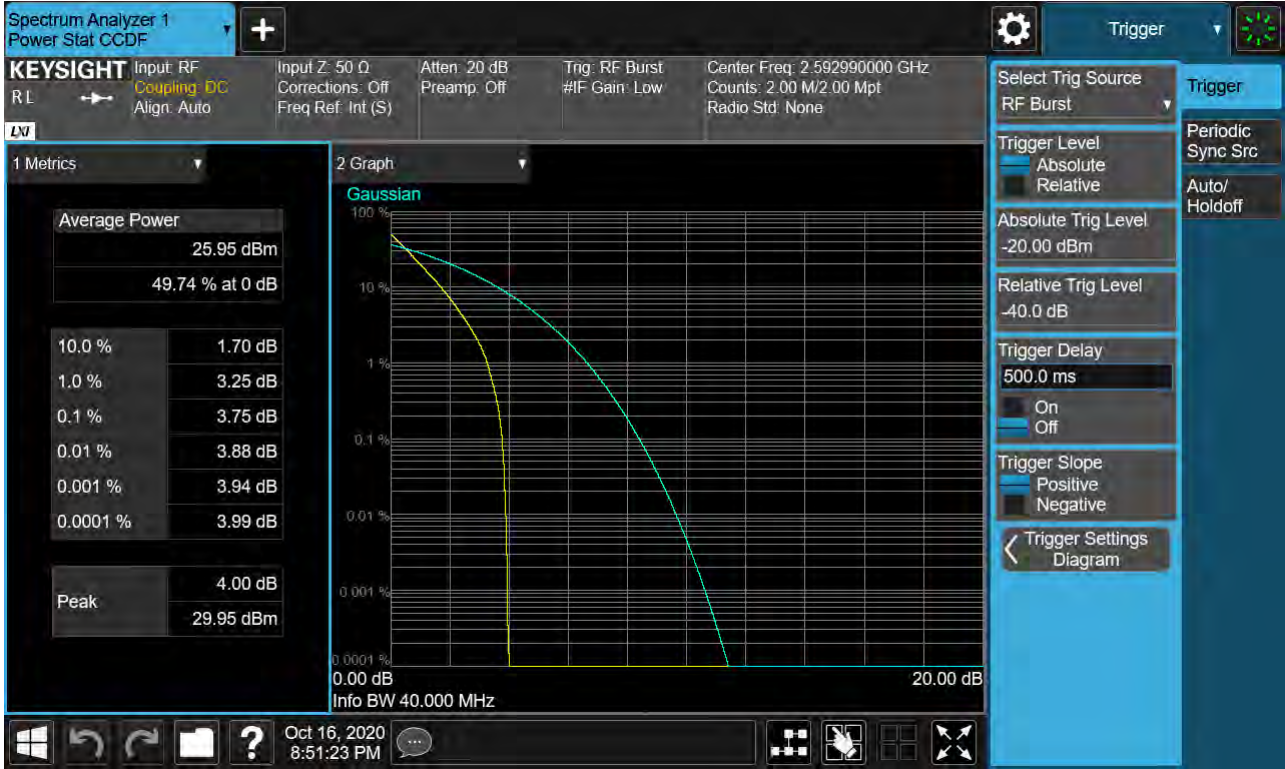 Spectrum Analyzer 1
Power Stat CCDF
+
Trigger
KEYSIGHT
RL
LXI
Input: RF
Coupling: DC
Align: Auto
Input Z: 50 Ω
Corrections: Off
Freq Ref: Int (S)
Atten: 20 dB
Preamp: Off
Trig: RF Burst
#IF Gain: Low
Center Freq: 2.592990000 GHz
Counts: 2.00 M/2.00 Mpt
Radio Std: None
1 Metrics
Average Power
25.95 dBm
49.74 % at 0 dB
10.0 % 1.70 dB
1.0 % 3.25 dB
0.1 % 3.75 dB
0.01 % 3.88 dB
0.001 % 3.94 dB
0.0001 % 3.99 dB
Peak
4.00 dB
29.95 dBm
2 Graph
Gaussian
100 %
10 %
1 %
0.1 %
0.01 %
0.001 %
0.0001 %
0.00 dB 20.00 dB
Info BW 40.000 MHz
Select Trig Source
RF Burst
Trigger Level
Absolute
Relative
Absolute Trig Level
-20.00 dBm
Relative Trig Level
-40.0 dB
Trigger Delay
500.0 ms
On
Off
Trigger Slope
Positive
Negative
Trigger Settings
Diagram
Trigger
Periodic
Sync Src
Auto/
Holdoff
?
Oct 16, 2020
8:51:23 PM